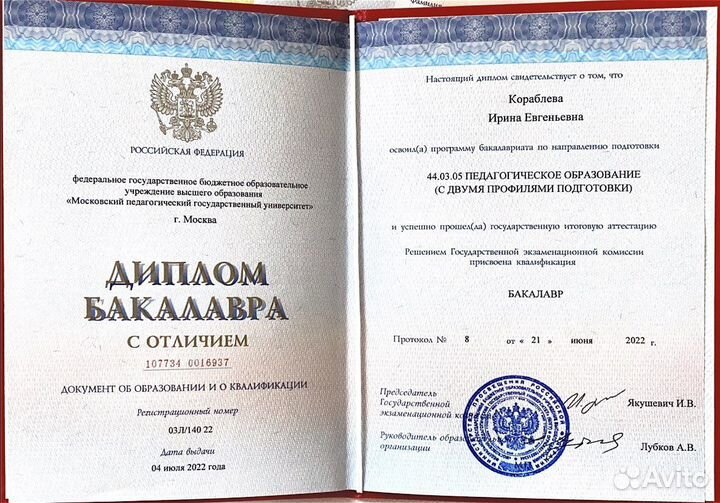 Фамилия
РОССИЙСКАЯ ФЕДЕРАЦИЯ
федеральное государственное бюджетное образовательное
учреждение высшего образования
«Московский педагогический государственный университет»
г. Москва
ДИПЛОМ
БАКАЛАВРА
С ОТЛИЧИЕМ
107734 0016937
ДОКУМЕНТ ОБ ОБРАЗОВАНИИ И О КВАЛИФИКАЦИИ
Регистрационный номер
03Л/140 22
Дата выдачи
04 июля 2022 года
Настоящий диплом свидетельствует о том, что
Кораблева
Ирина Евгеньевна
освоил(а) программу бакалавриата по направлению подготовки
44.03.05 ПЕДАГОГИЧЕСКОЕ ОБРАЗОВАНИЕ
(С ДВУМЯ ПРОФИЛЯМИ ПОДГОТОВКИ)
и успешно прошел(ла) государственную итоговую аттестацию
Решением Государственной экзаменационной комиссии
присвоена квалификация
БАКАЛАВР
Протокол № 8 от « 21 » июня 2022 г.
Председатель
Государственной
экзаменационной
Якушевич И.В.
Руководитель
организации
Лубков А.В.
Avito